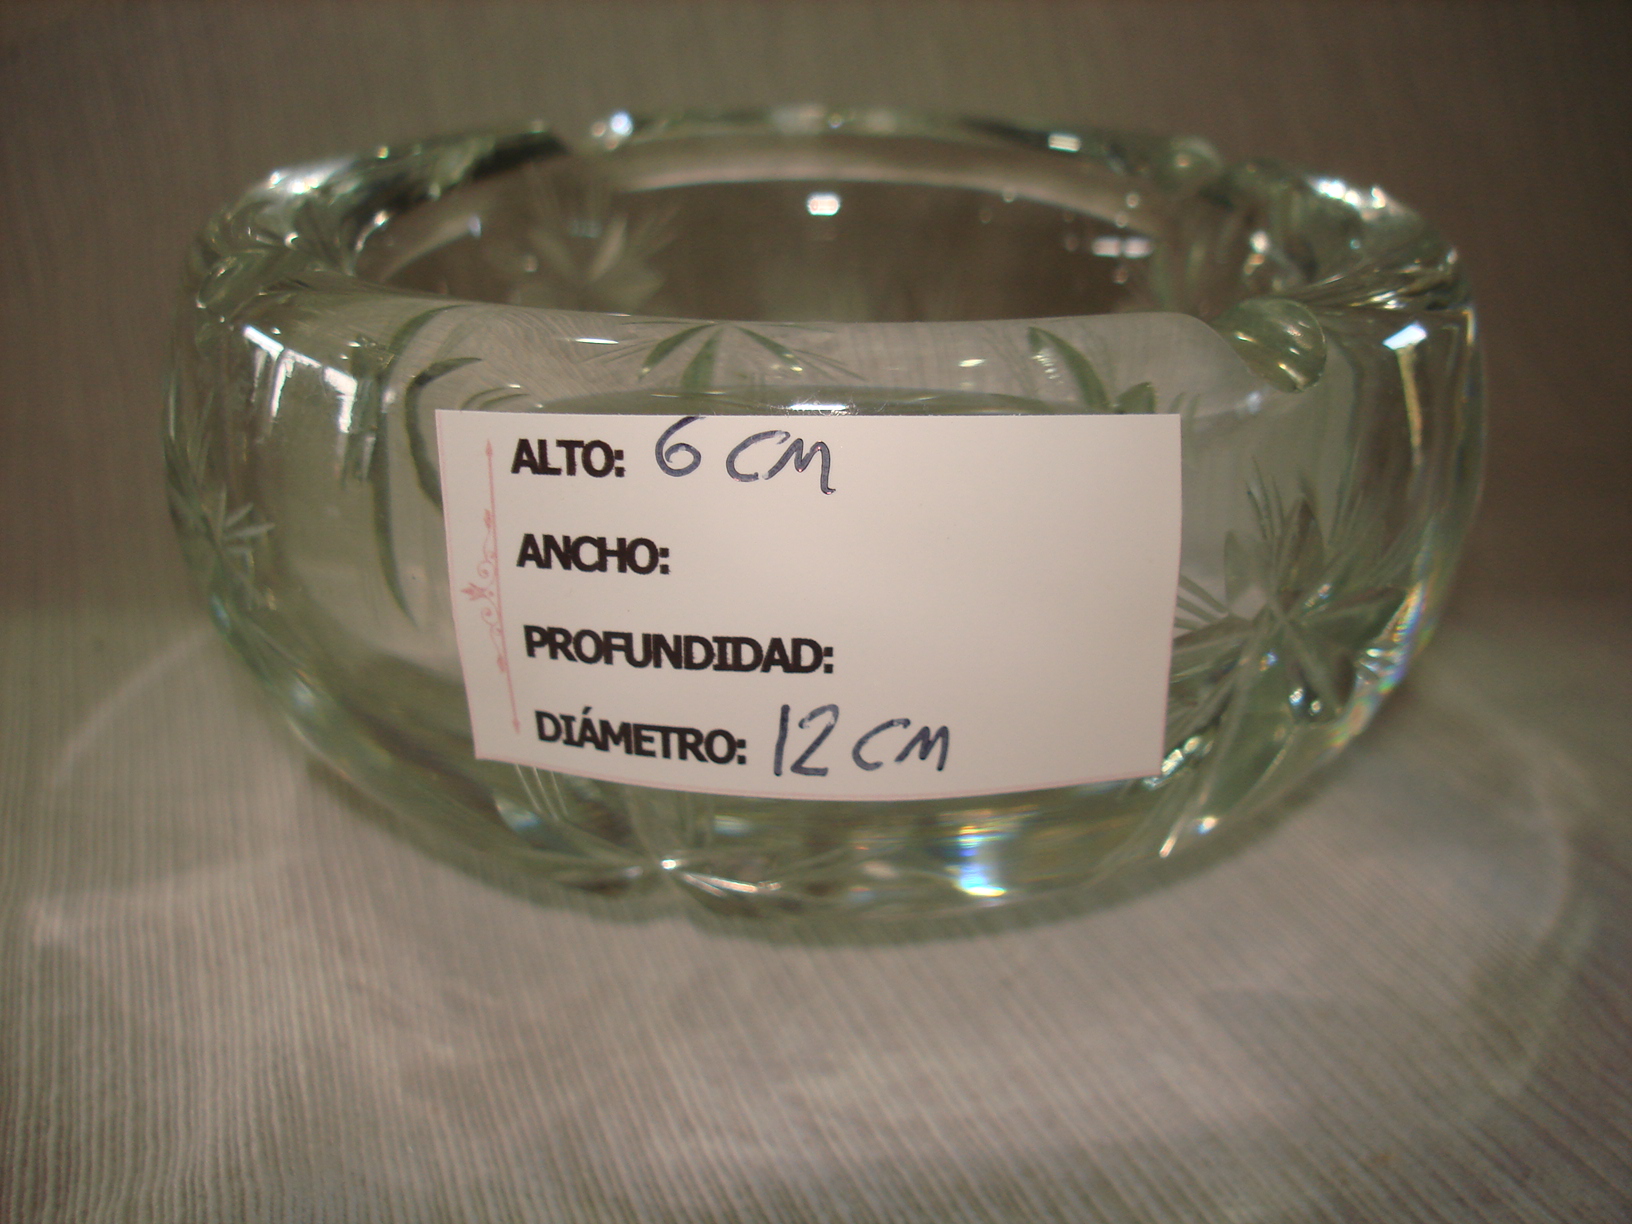 ALTO: 6 CM
ANCHO:
PROFUNDIDAD:
DIÁMETRO: 12 CM